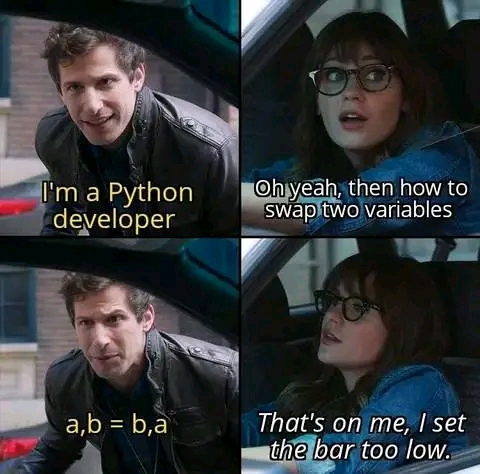 I'm a Python
developer
Oh yeah, then how to
swap two variables
a,b = b,a
That's on me, I set
the bar too low.